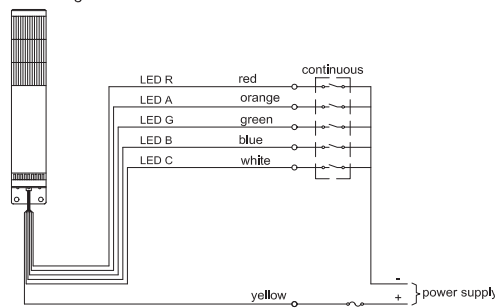 continuous
LED R red
LED A orange
LED G green
LED B blue
LED C white
-
yellow + power supply